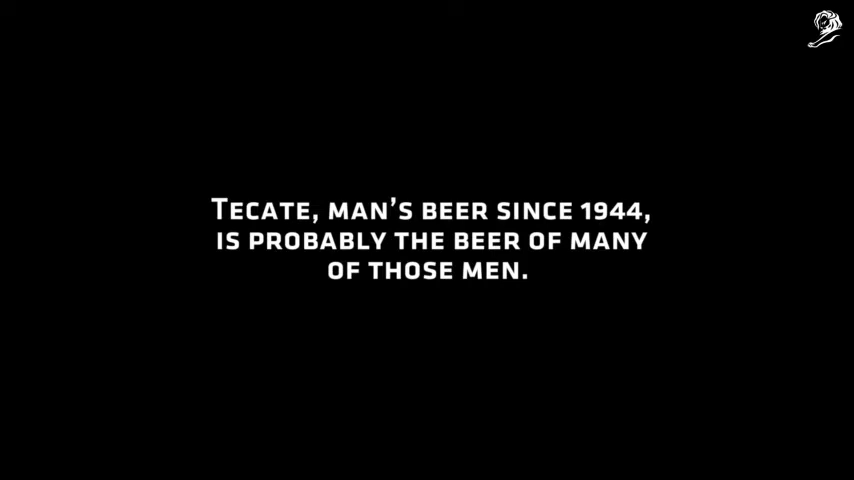 TECATE, MAN'S BEER SINCE 1944,
IS PROBABLY THE BEER OF MANY
OF THOSE MEN.